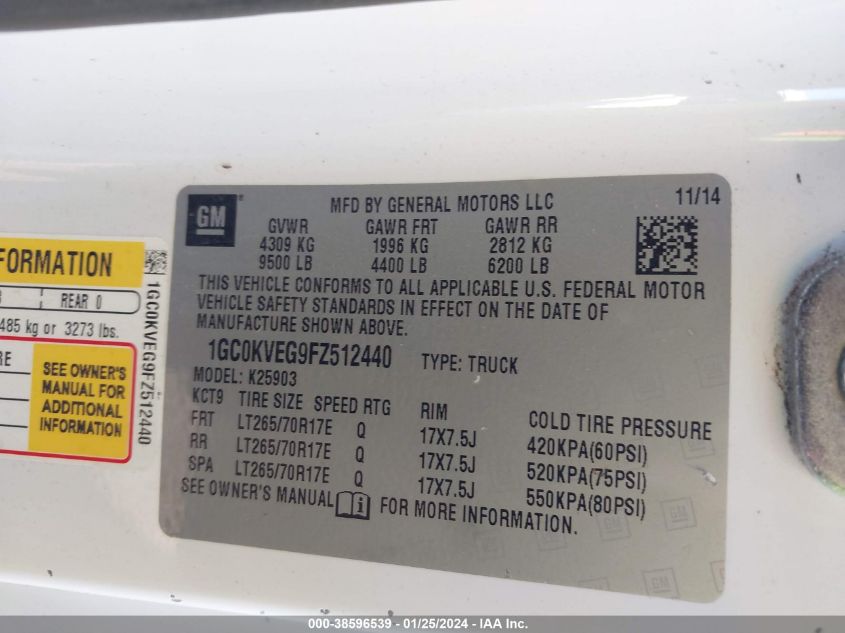 GM ®
MFD BY GENERAL MOTORS LLC
11/14
GVWR GAWR FRT GAWR RR
4309 KG 1996 KG 2812 KG
9500 LB 4400 LB 6200 LB
THIS VEHICLE CONFORMS TO ALL APPLICABLE U.S. FEDERAL MOTOR
VEHICLE SAFETY STANDARDS IN EFFECT ON THE DATE OF
MANUFACTURE SHOWN ABOVE.
1GC0KVEG9FZ512440 TYPE: TRUCK
MODEL: K25903
KCT9 TIRE SIZE SPEED RTG RIM COLD TIRE PRESSURE
FRT LT265/70R17E Q 17X7.5J 420KPA(60PSI)
RR LT265/70R17E Q 17X7.5J 520KPA(75PSI)
SPA LT265/70R17E Q 17X7.5J 550KPA(80PSI)
SEE OWNER'S MANUAL FOR MORE INFORMATION.
GM
GM
GM
FORMATION
REAR 0
485 kg or 3273 lbs.
RE
SEE OWNER'S
MANUAL FOR
ADDITIONAL
INFORMATION
1GC0KVEG9FZ512440
000-38596539 - 01/25/2024 - IAA Inc.